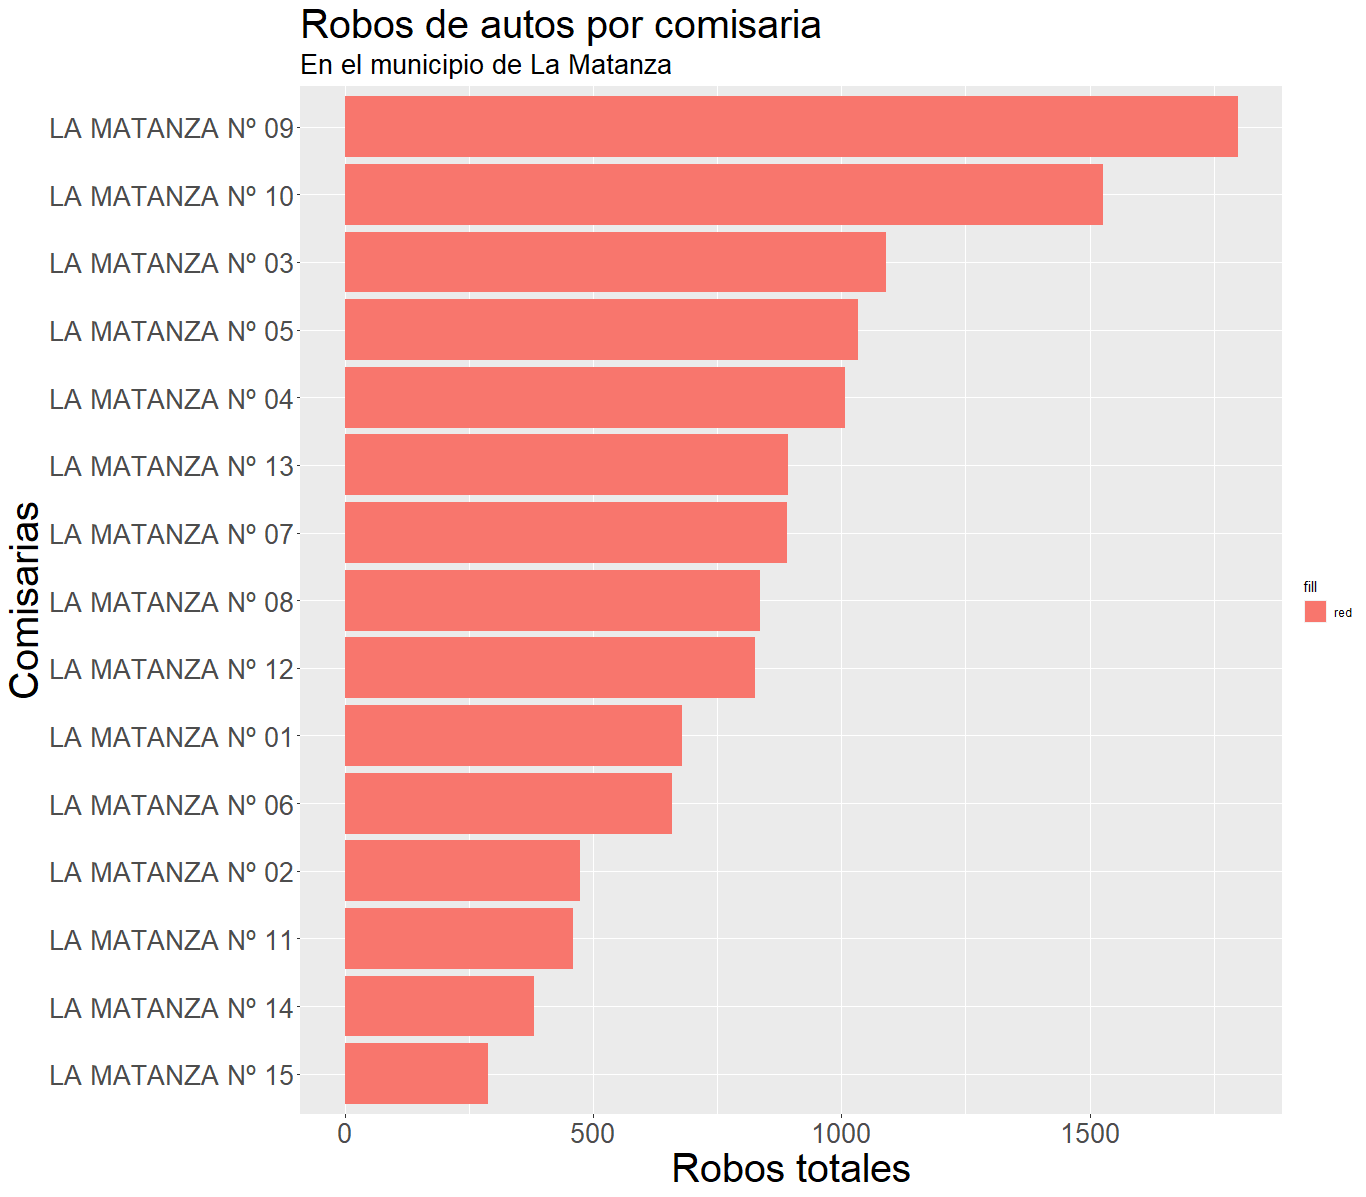 Robos de autos por comisaria
En el municipio de La Matanza
LA MATANZA Nº 09
LA MATANZA Nº 10
LA MATANZA Nº 03
LA MATANZA Nº 05
LA MATANZA Nº 04
LA MATANZA Nº 13
LA MATANZA Nº 07
LA MATANZA Nº 08
LA MATANZA Nº 12
LA MATANZA Nº 01
LA MATANZA Nº 06
LA MATANZA Nº 02
LA MATANZA Nº 11
LA MATANZA Nº 14
LA MATANZA Nº 15
Comisarias
0 500 1000 1500
Robos totales
fill
red